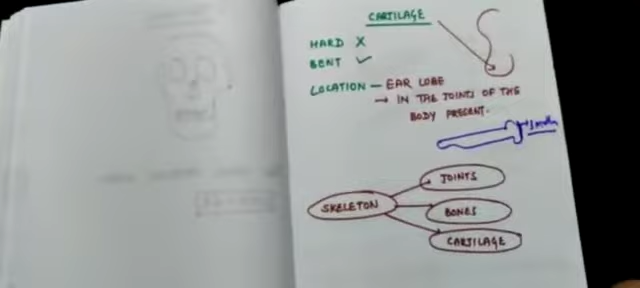 CARTILAGE
HARD X
BENT ✓
LOCATION – EAR LOBE
→ IN THE JOINTS OF THE
BODY PRESENT.
SKELETON
JOINTS
BONES
CARTILAGE